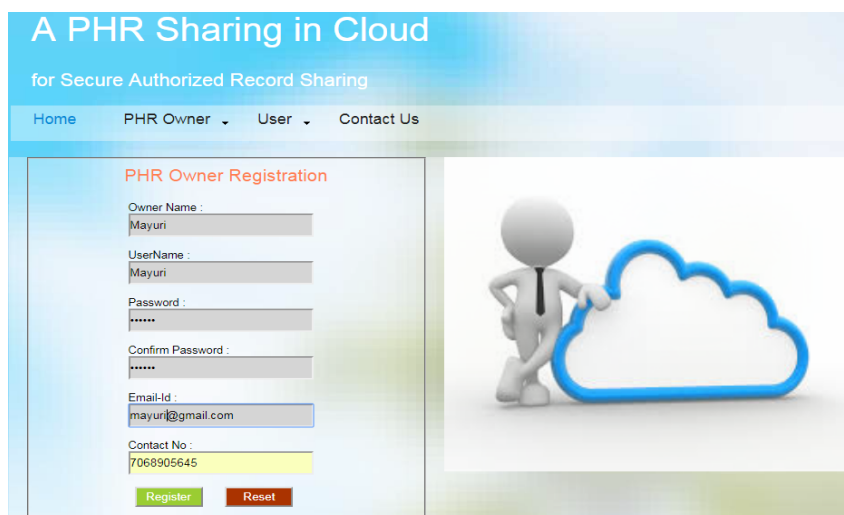 A PHR Sharing in Cloud
for Secure Authorized Record Sharing
Home PHR Owner User Contact Us
PHR Owner Registration
Owner Name :
Mayuri
UserName :
Mayuri
Password :
••••••
Confirm Password :
••••••
Email-Id :
mayuri@gmail.com
Contact No :
7068905645
Register Reset